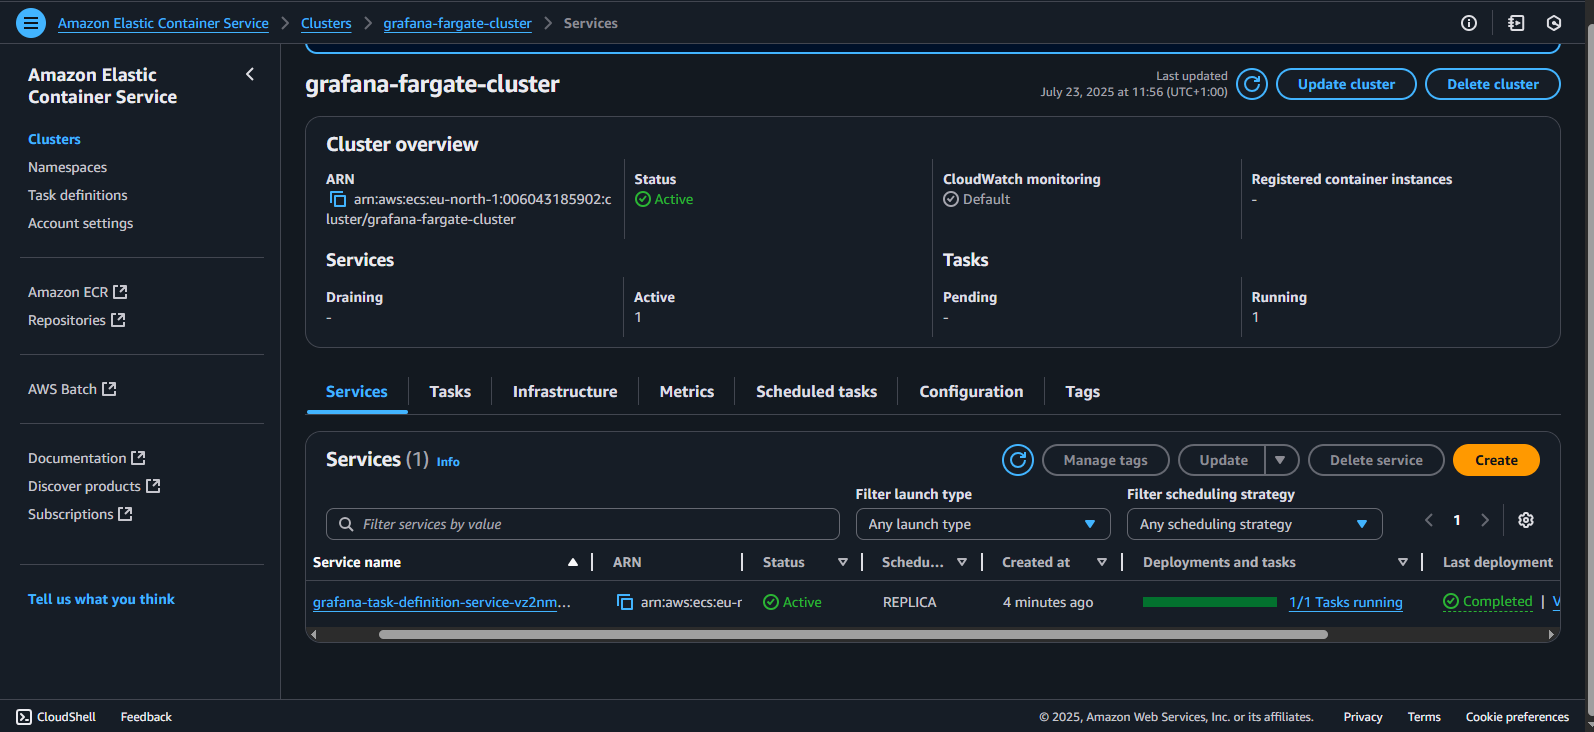 Amazon Elastic Container Service > Clusters > grafana-fargate-cluster > Services
Amazon Elastic
Container Service
Clusters
Namespaces
Task definitions
Account settings
Amazon ECR
Repositories
AWS Batch
Documentation
Discover products
Subscriptions
Tell us what you think
grafana-fargate-cluster
Last updated
July 23, 2025 at 11:56 (UTC+1:00)
Update cluster
Delete cluster
Cluster overview
ARN
arn:aws:ecs:eu-north-1:006043185902:c
luster/grafana-fargate-cluster
Status
Active
CloudWatch monitoring
Default
Registered container instances
-
Services
Draining
-
Active
1
Tasks
Pending
-
Running
1
Services Tasks Infrastructure Metrics Scheduled tasks Configuration Tags
Services (1) Info
Manage tags
Update
Delete service
Create
Filter services by value
Filter launch type
Any launch type
Filter scheduling strategy
Any scheduling strategy
1
Service name ARN Status Schedu... Created at Deployments and tasks Last deployment
grafana-task-definition-service-vz2nm... arn:aws:ecs:eu-r Active REPLICA 4 minutes ago 1/1 Tasks running Completed | V
CloudShell Feedback © 2025, Amazon Web Services, Inc. or its affiliates. Privacy Terms Cookie preferences